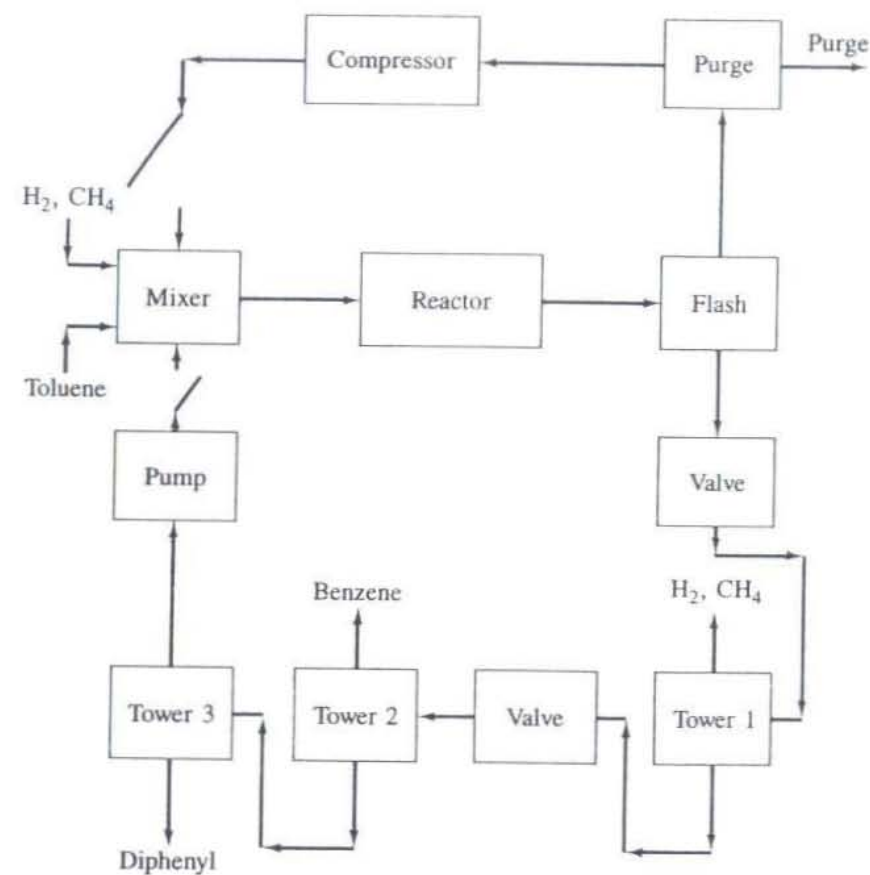 Compressor
Purge
Purge
H₂, CH₄
Mixer
Reactor
Flash
Toluene
Pump
Valve
Benzene
H₂, CH₄
Tower 3
Tower 2
Valve
Tower 1
Diphenyl